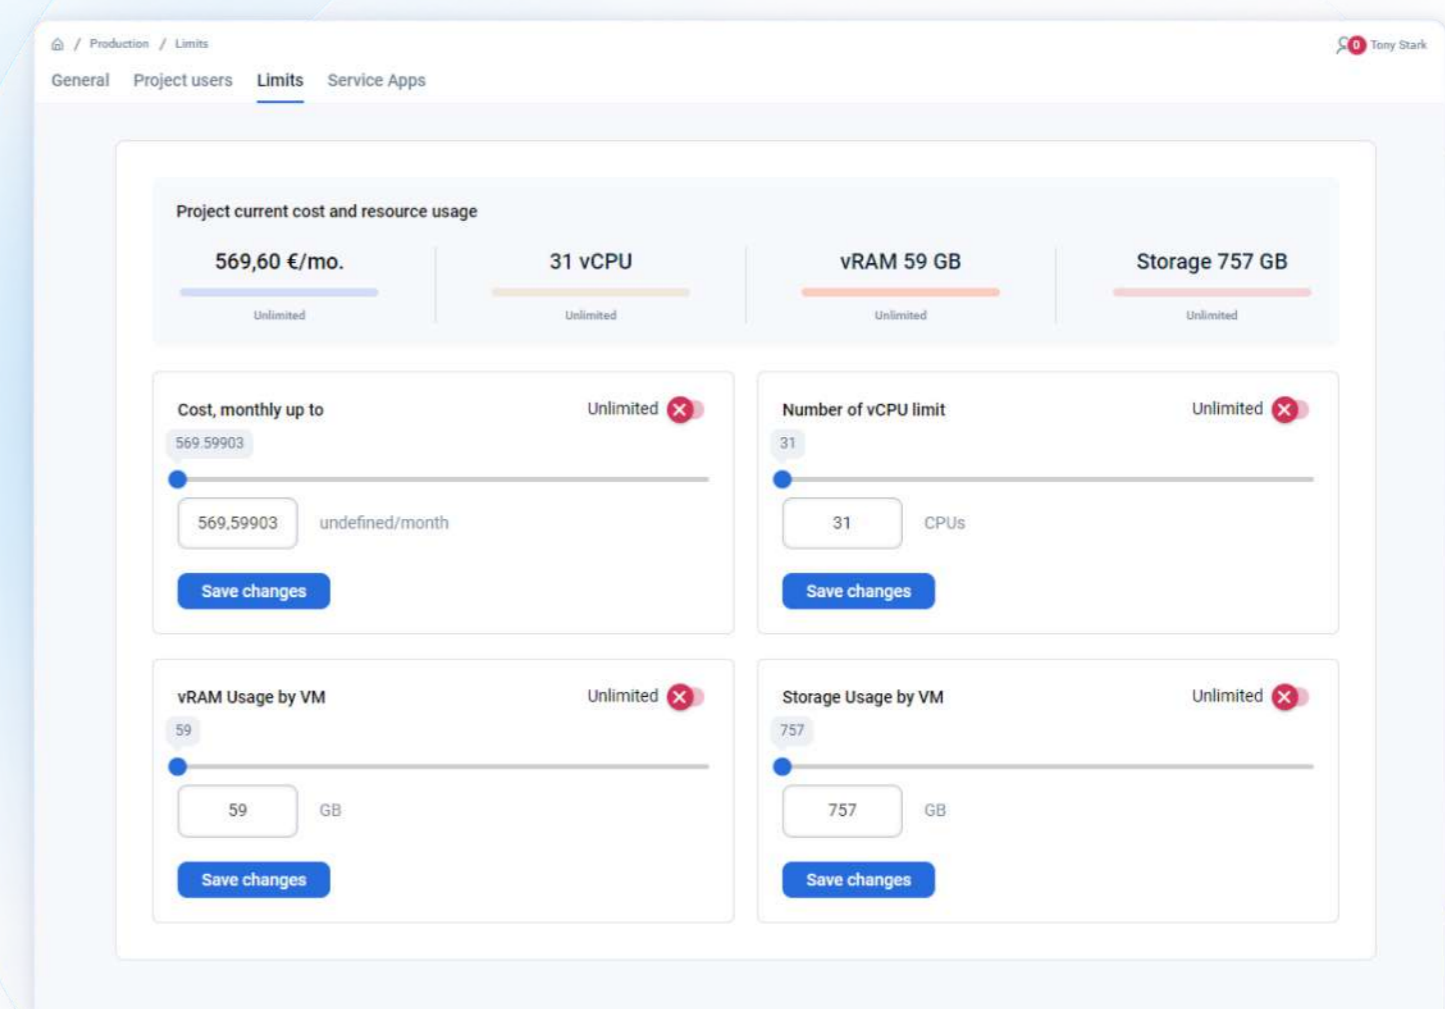 / Production / Limits
0 Tony Stark
General Project users Limits Service Apps
Project current cost and resource usage
569,60 €/mo. 31 vCPU vRAM 59 GB Storage 757 GB
Unlimited Unlimited Unlimited Unlimited
Cost, monthly up to Unlimited
569.59903
569,59903 undefined/month
Save changes
Number of vCPU limit Unlimited
31
31 CPUs
Save changes
vRAM Usage by VM Unlimited
59
59 GB
Save changes
Storage Usage by VM Unlimited
757
757 GB
Save changes